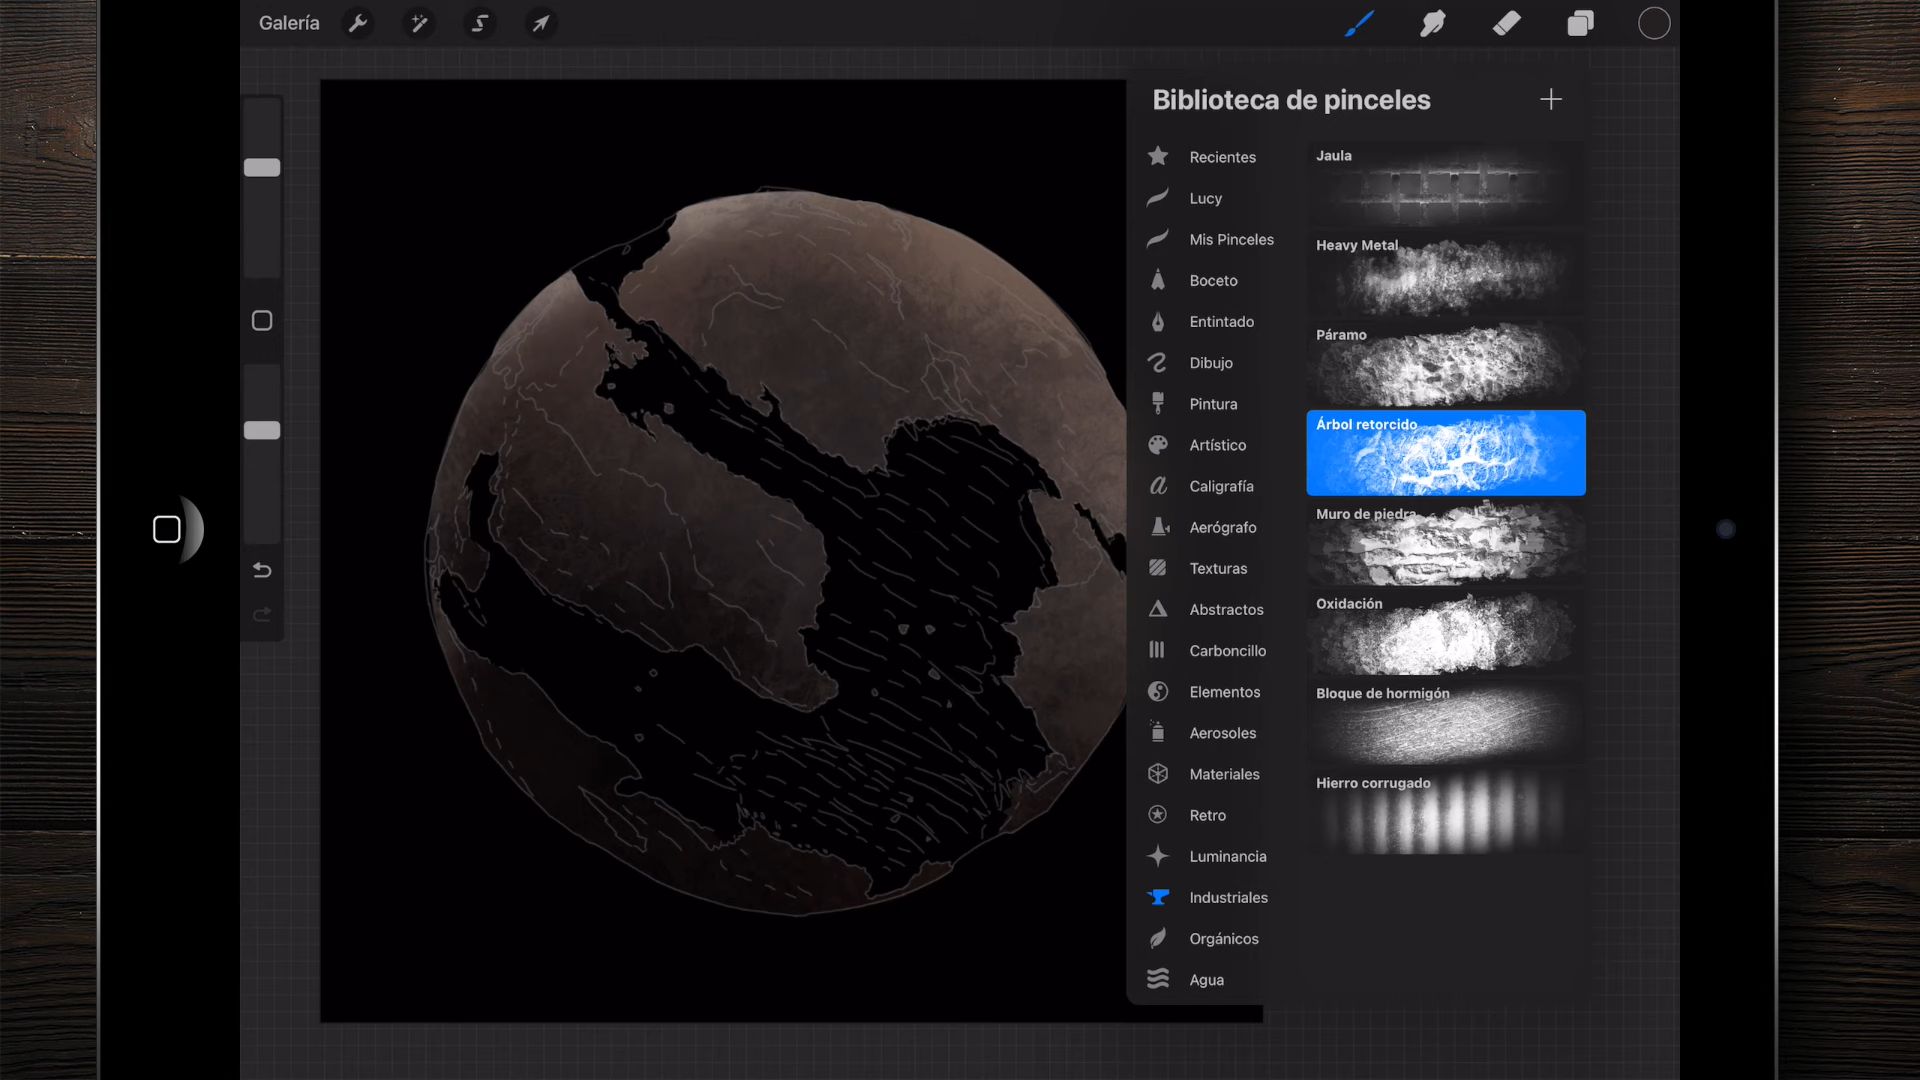 Galería
Biblioteca de pinceles
Recientes
Lucy
Mis Pinceles
Boceto
Entintado
Dibujo
Pintura
Artístico
Caligrafía
Aerógrafo
Texturas
Abstractos
Carboncillo
Elementos
Aerosoles
Materiales
Retro
Luminancia
Industriales
Orgánicos
Agua
Jaula
Heavy Metal
Páramo
Árbol retorcido
Muro de piedra
Oxidación
Bloque de hormigón
Hierro corrugado